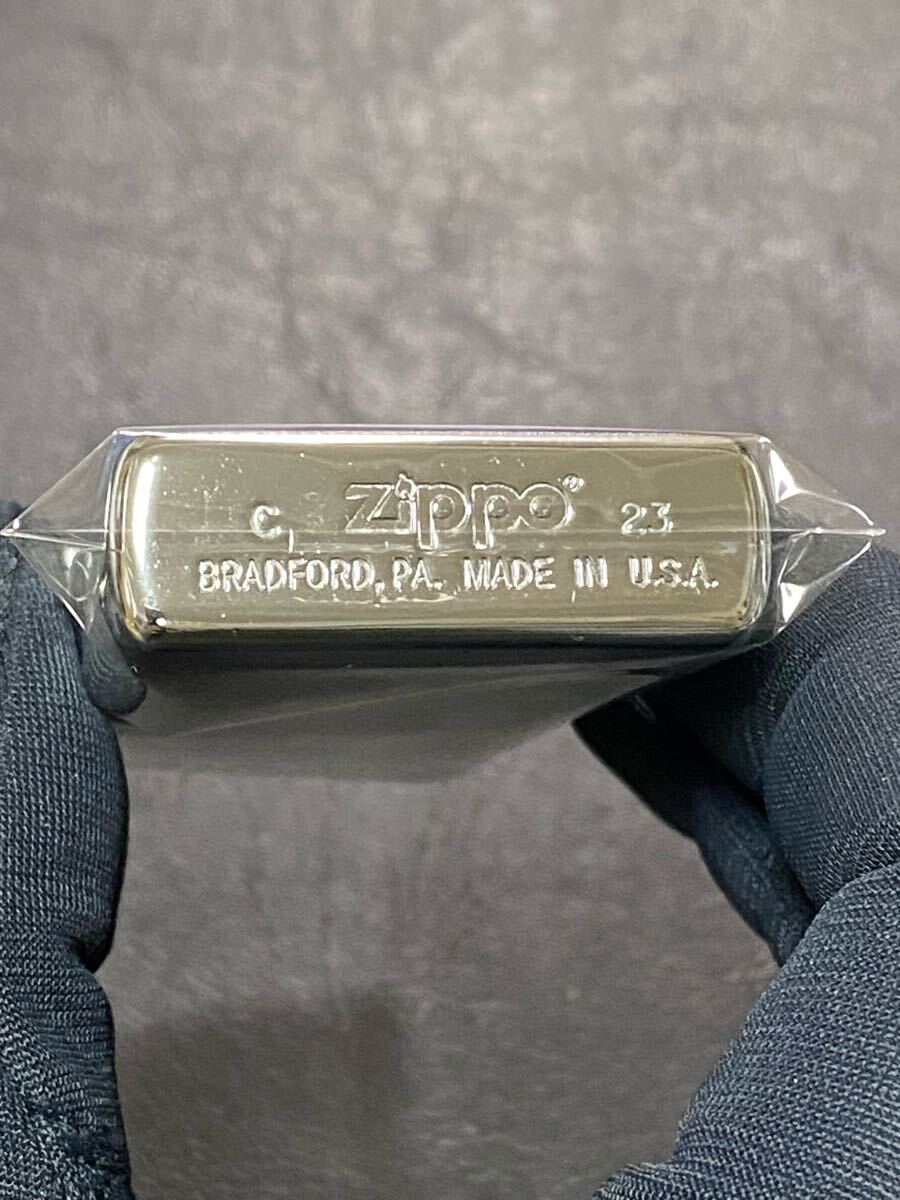 C Zippo® 23
BRADFORD, PA. MADE IN U.S.A.